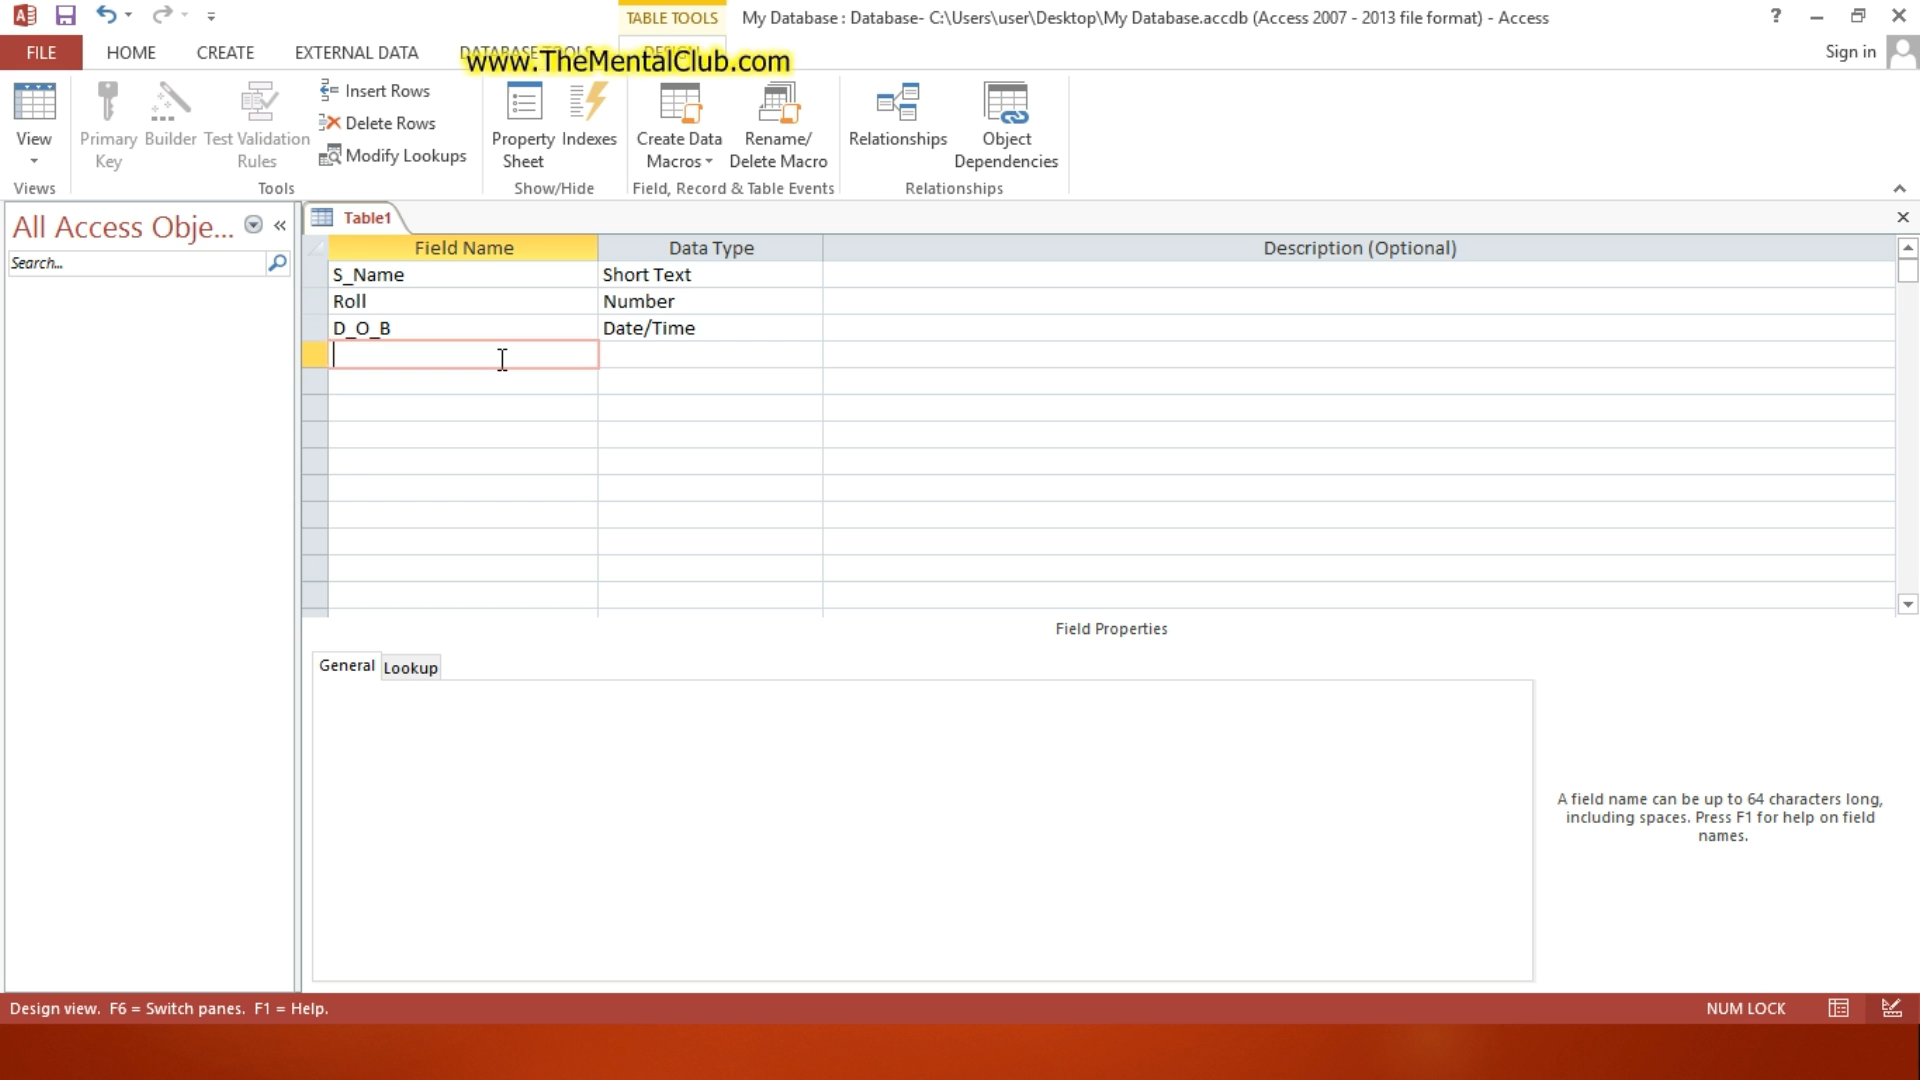 TABLE TOOLS
My Database : Database- C:\Users\user\Desktop\My Database.accdb (Access 2007 - 2013 file format) - Access
?
FILE
HOME
CREATE
EXTERNAL DATA
DATABASE TOOLS
DESIGN
Sign in
www.TheMentalClub.com
View
Primary Key
Builder
Test Validation Rules
Insert Rows
Delete Rows
Modify Lookups
Property Sheet
Indexes
Create Data Macros
Rename/ Delete Macro
Relationships
Object Dependencies
Views
Tools
Show/Hide
Field, Record & Table Events
Relationships
All Access Obje...
Search...
Table1
Field Name Data Type Description (Optional)
S_Name Short Text
Roll Number
D_O_B Date/Time
Field Properties
General
Lookup
A field name can be up to 64 characters long,
including spaces. Press F1 for help on field
names.
Design view. F6 = Switch panes. F1 = Help.
NUM LOCK